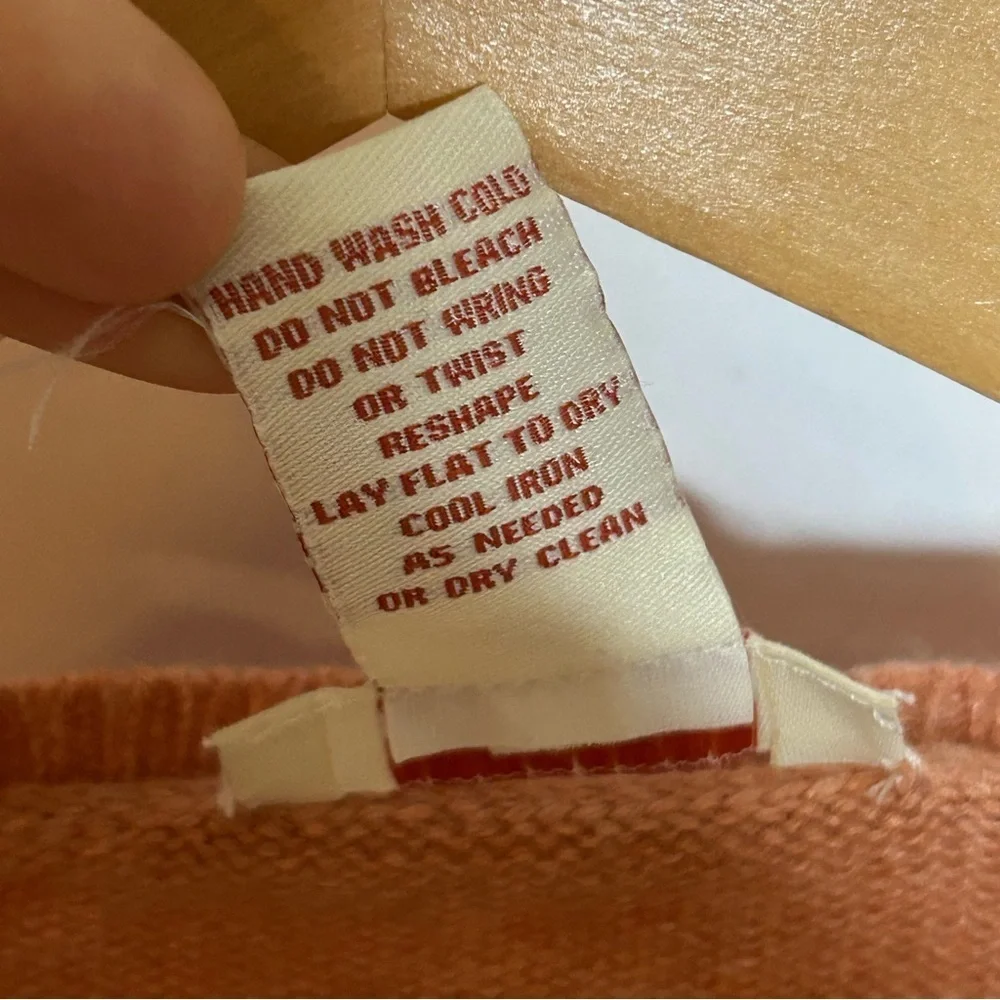 HAND WASH COLD
DO NOT BLEACH
DO NOT WRING
OR TWIST
RESHAPE
LAY FLAT TO DRY
COOL IRON
AS NEEDED
OR DRY CLEAN